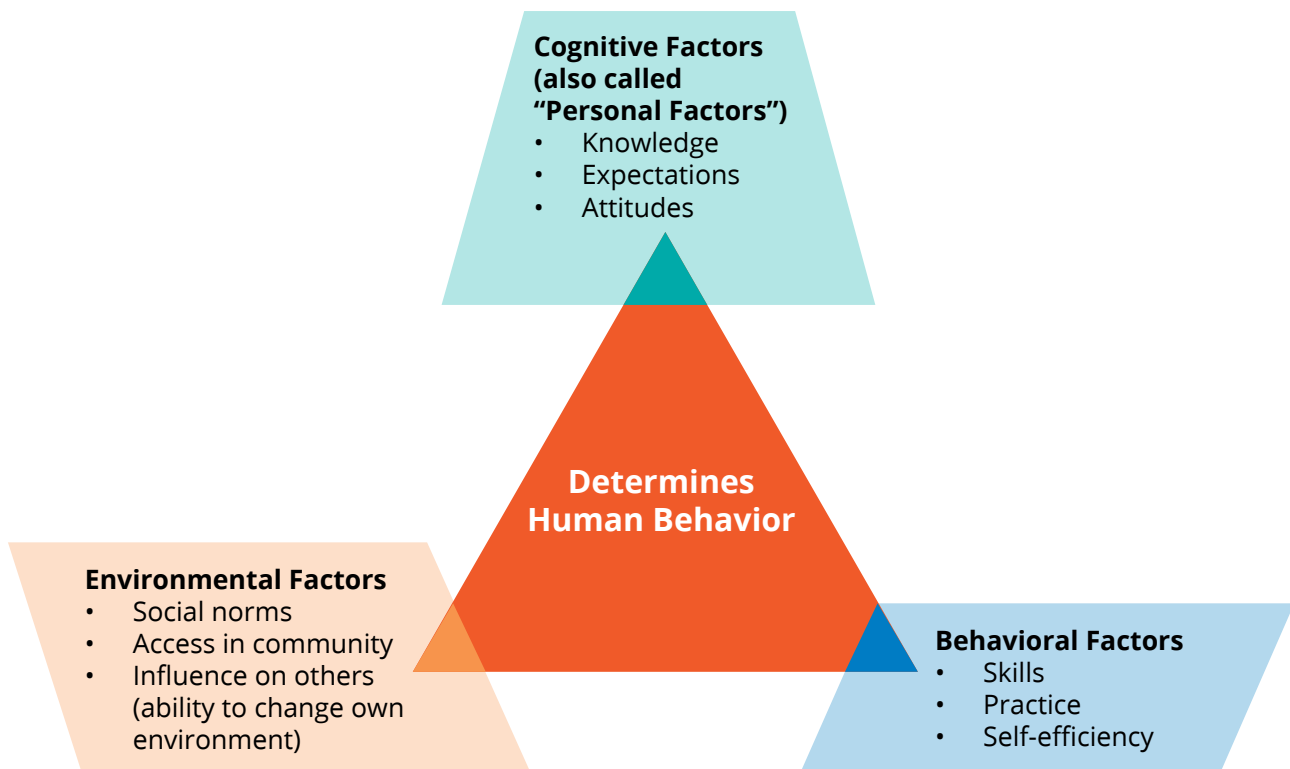 Cognitive Factors
(also called
“Personal Factors”)
• Knowledge
• Expectations
• Attitudes
Determines
Human Behavior
Environmental Factors
• Social norms
• Access in community
• Influence on others
(ability to change own
environment)
Behavioral Factors
• Skills
• Practice
• Self-efficiency